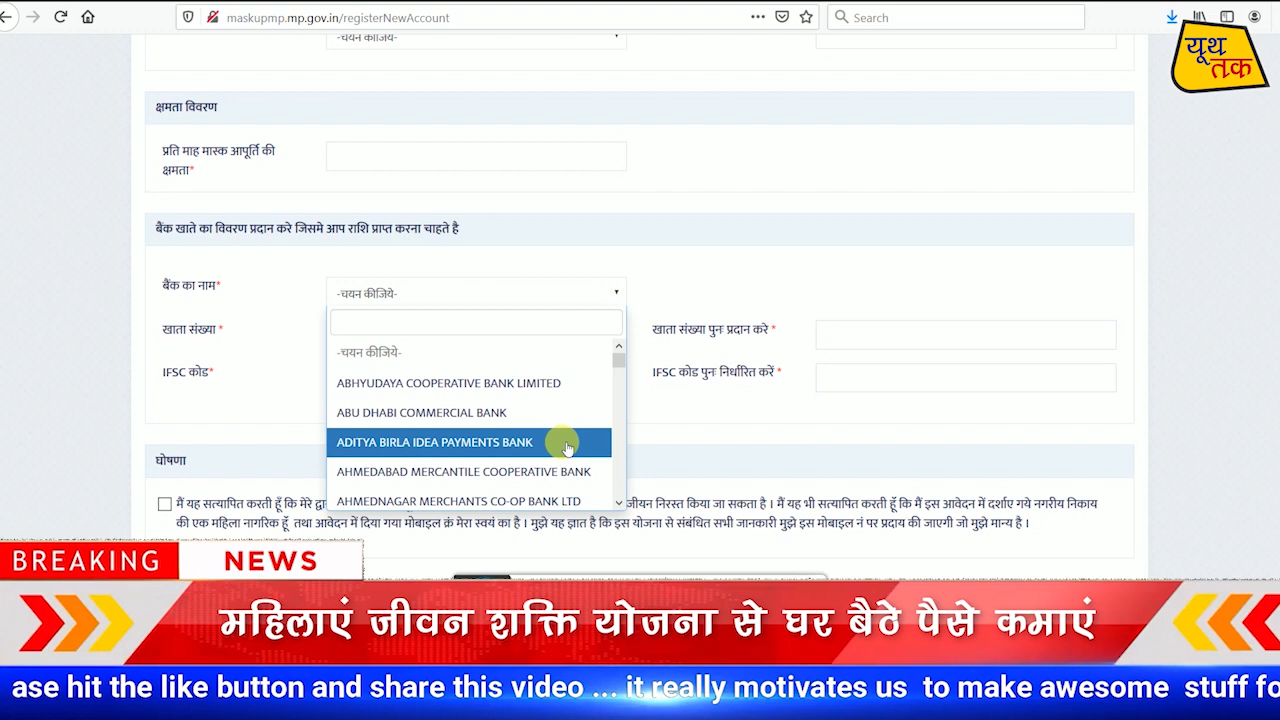 maskupmp.mp.gov.in/registerNewAccount
Search
यूथ
तक
-चयन कीजिये-
क्षमता विवरण
प्रति माह मास्क आपूर्ति की
क्षमता*
बैंक खाते का विवरण प्रदान करे जिसमे आप राशि प्राप्त करना चाहते है
बैंक का नाम*
-चयन कीजिये-
खाता संख्या *
खाता संख्या पुनः प्रदान करे *
-चयन कीजिये-
IFSC कोड*
IFSC कोड पुनः निर्धारित करें *
ABHYUDAYA COOPERATIVE BANK LIMITED
ABU DHABI COMMERCIAL BANK
ADITYA BIRLA IDEA PAYMENTS BANK
AHMEDABAD MERCANTILE COOPERATIVE BANK
AHMEDNAGAR MERCHANTS CO-OP BANK LTD
घोषणा
मैं यह सत्यापित करती हूँ कि मेरे द्वा जीयन निरस्त किया जा सकता है । मैं यह भी सत्यापित करती हूँ कि मैं इस आवेदन में दर्शाए गये नगरीय निकाय
की एक महिला नागरिक हूँ तथा आवेदन में दिया गया मोबाइल क्रं मेरा स्वयं का है । मुझे यह ज्ञात है कि इस योजना से संबंधित सभी जानकारी मुझे इस मोबाइल नं पर प्रदाय की जाएगी जो मुझे मान्य है ।
BREAKING NEWS
महिलाएं जीवन शक्ति योजना से घर बैठे पैसे कमाएं
ase hit the like button and share this video ... it really motivates us to make awesome stuff fo